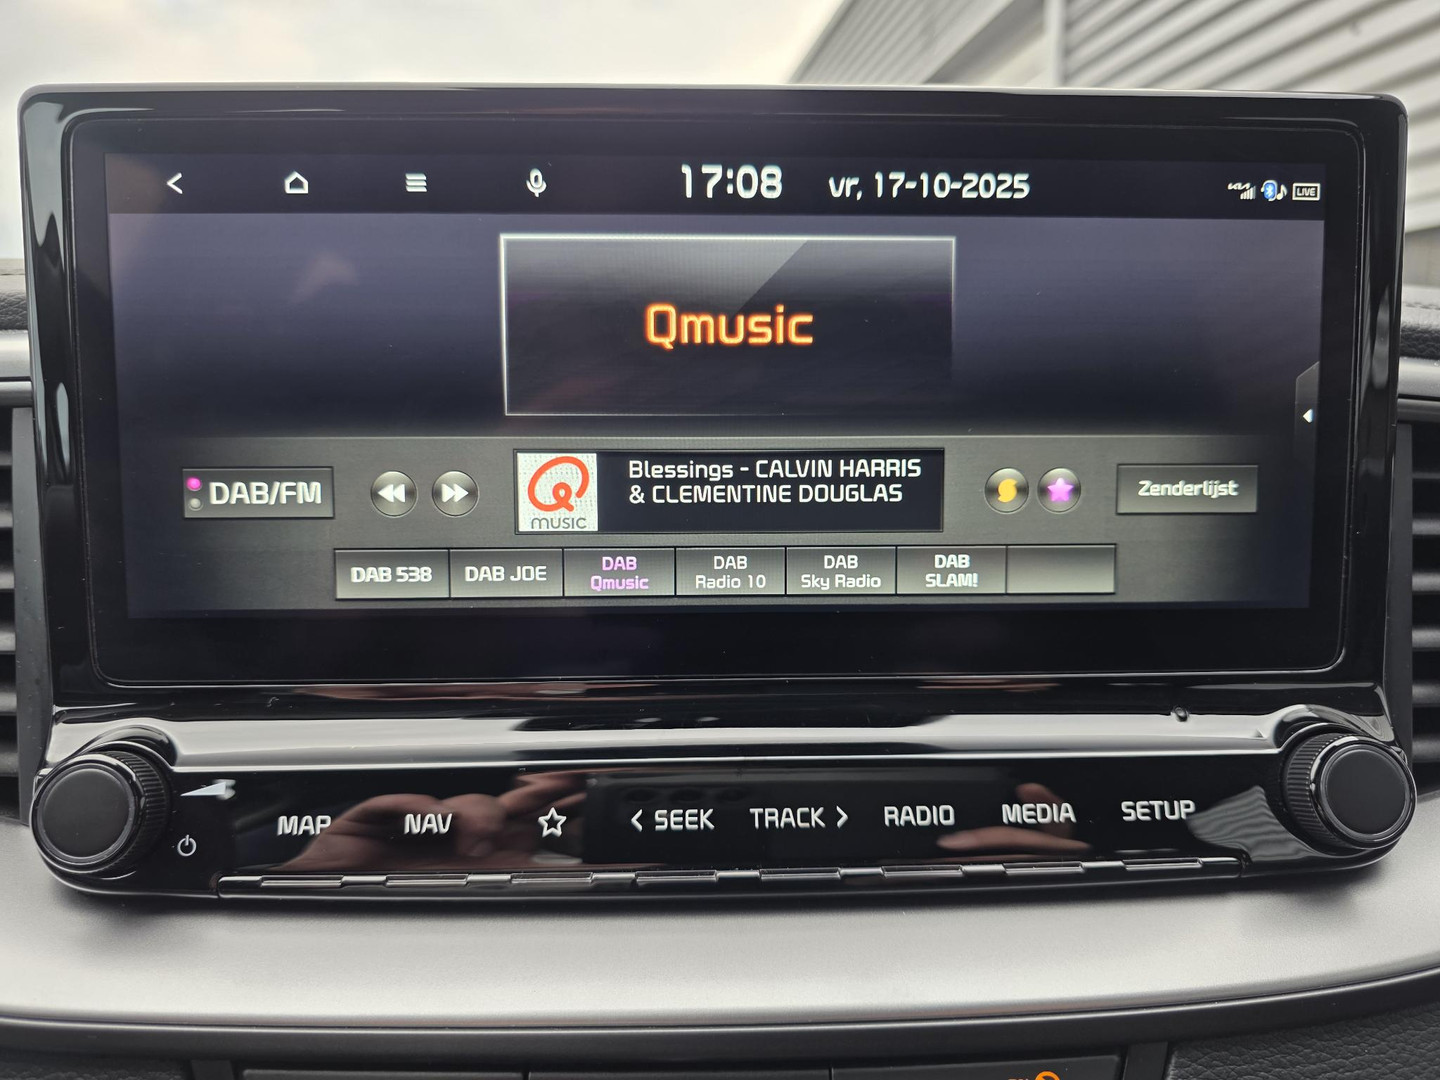 17:08 vr, 17-10-2025
KIA
LIVE
Qmusic
DAB/FM
MUSIC
Blessings - CALVIN HARRIS
& CLEMENTINE DOUGLAS
Zenderlijst
DAB 538
DAB JOE
DAB
Qmusic
DAB
Radio 10
DAB
Sky Radio
DAB
SLAM!
MAP NAV < SEEK TRACK > RADIO MEDIA SETUP